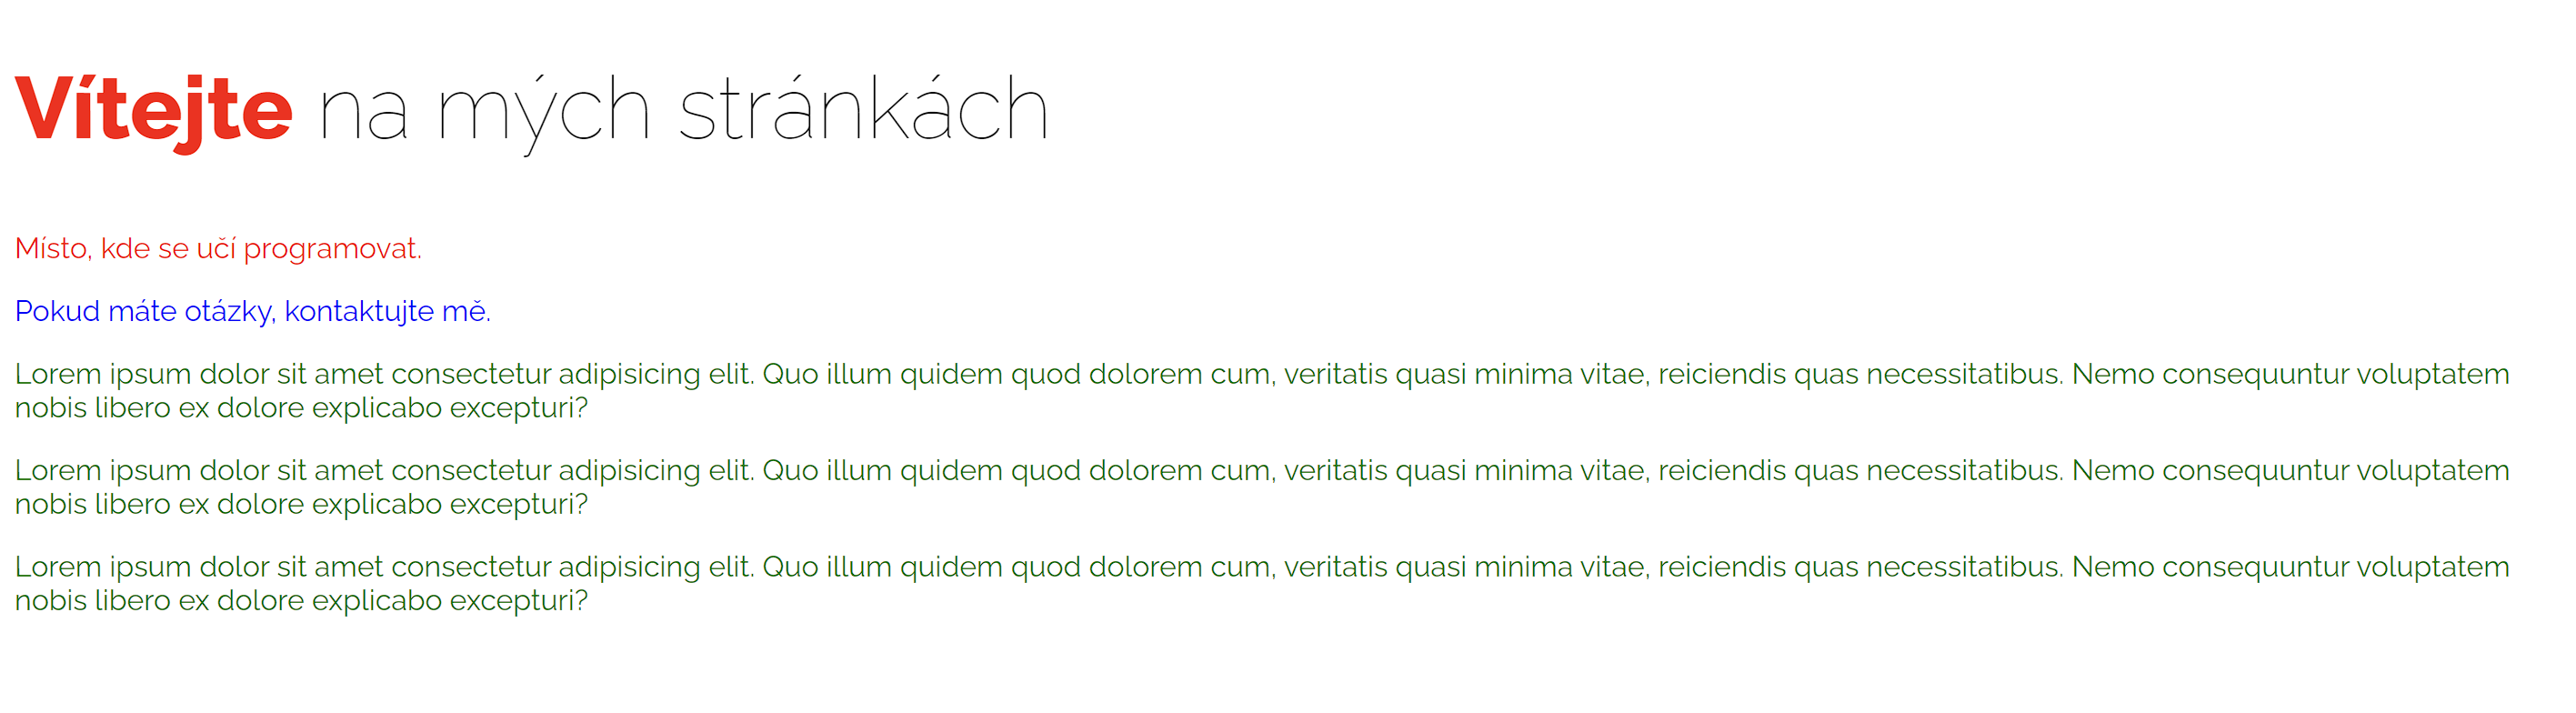 Vítejte na mých stránkách
Místo, kde se učí programovat.
Pokud máte otázky, kontaktujte mě.
Lorem ipsum dolor sit amet consectetur adipisicing elit. Quo illum quidem quod dolorem cum, veritatis quasi minima vitae, reiciendis quas necessitatibus. Nemo consequuntur voluptatem
nobis libero ex dolore explicabo excepturi?
Lorem ipsum dolor sit amet consectetur adipisicing elit. Quo illum quidem quod dolorem cum, veritatis quasi minima vitae, reiciendis quas necessitatibus. Nemo consequuntur voluptatem
nobis libero ex dolore explicabo excepturi?
Lorem ipsum dolor sit amet consectetur adipisicing elit. Quo illum quidem quod dolorem cum, veritatis quasi minima vitae, reiciendis quas necessitatibus. Nemo consequuntur voluptatem
nobis libero ex dolore explicabo excepturi?